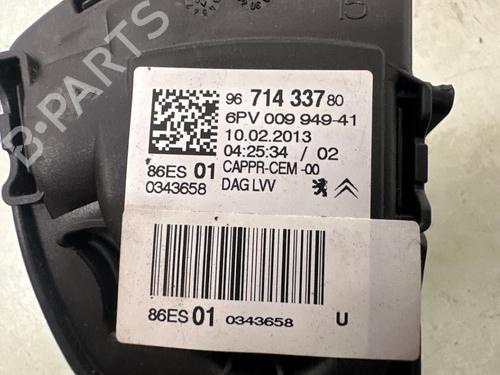 15
96 714 337 80
6PV 009 949-41
10.02.2013
04:25:34 / 02
86ES 01 CAPPR-CEM -00
0343658 DAG LVV
86ES 01 0343658 U